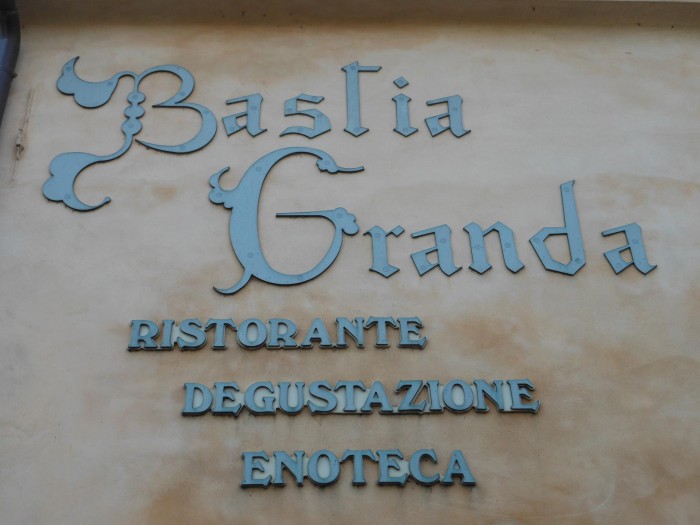 Bastia
Granda
RISTORANTE
DEGUSTAZIONE
ENOTECA